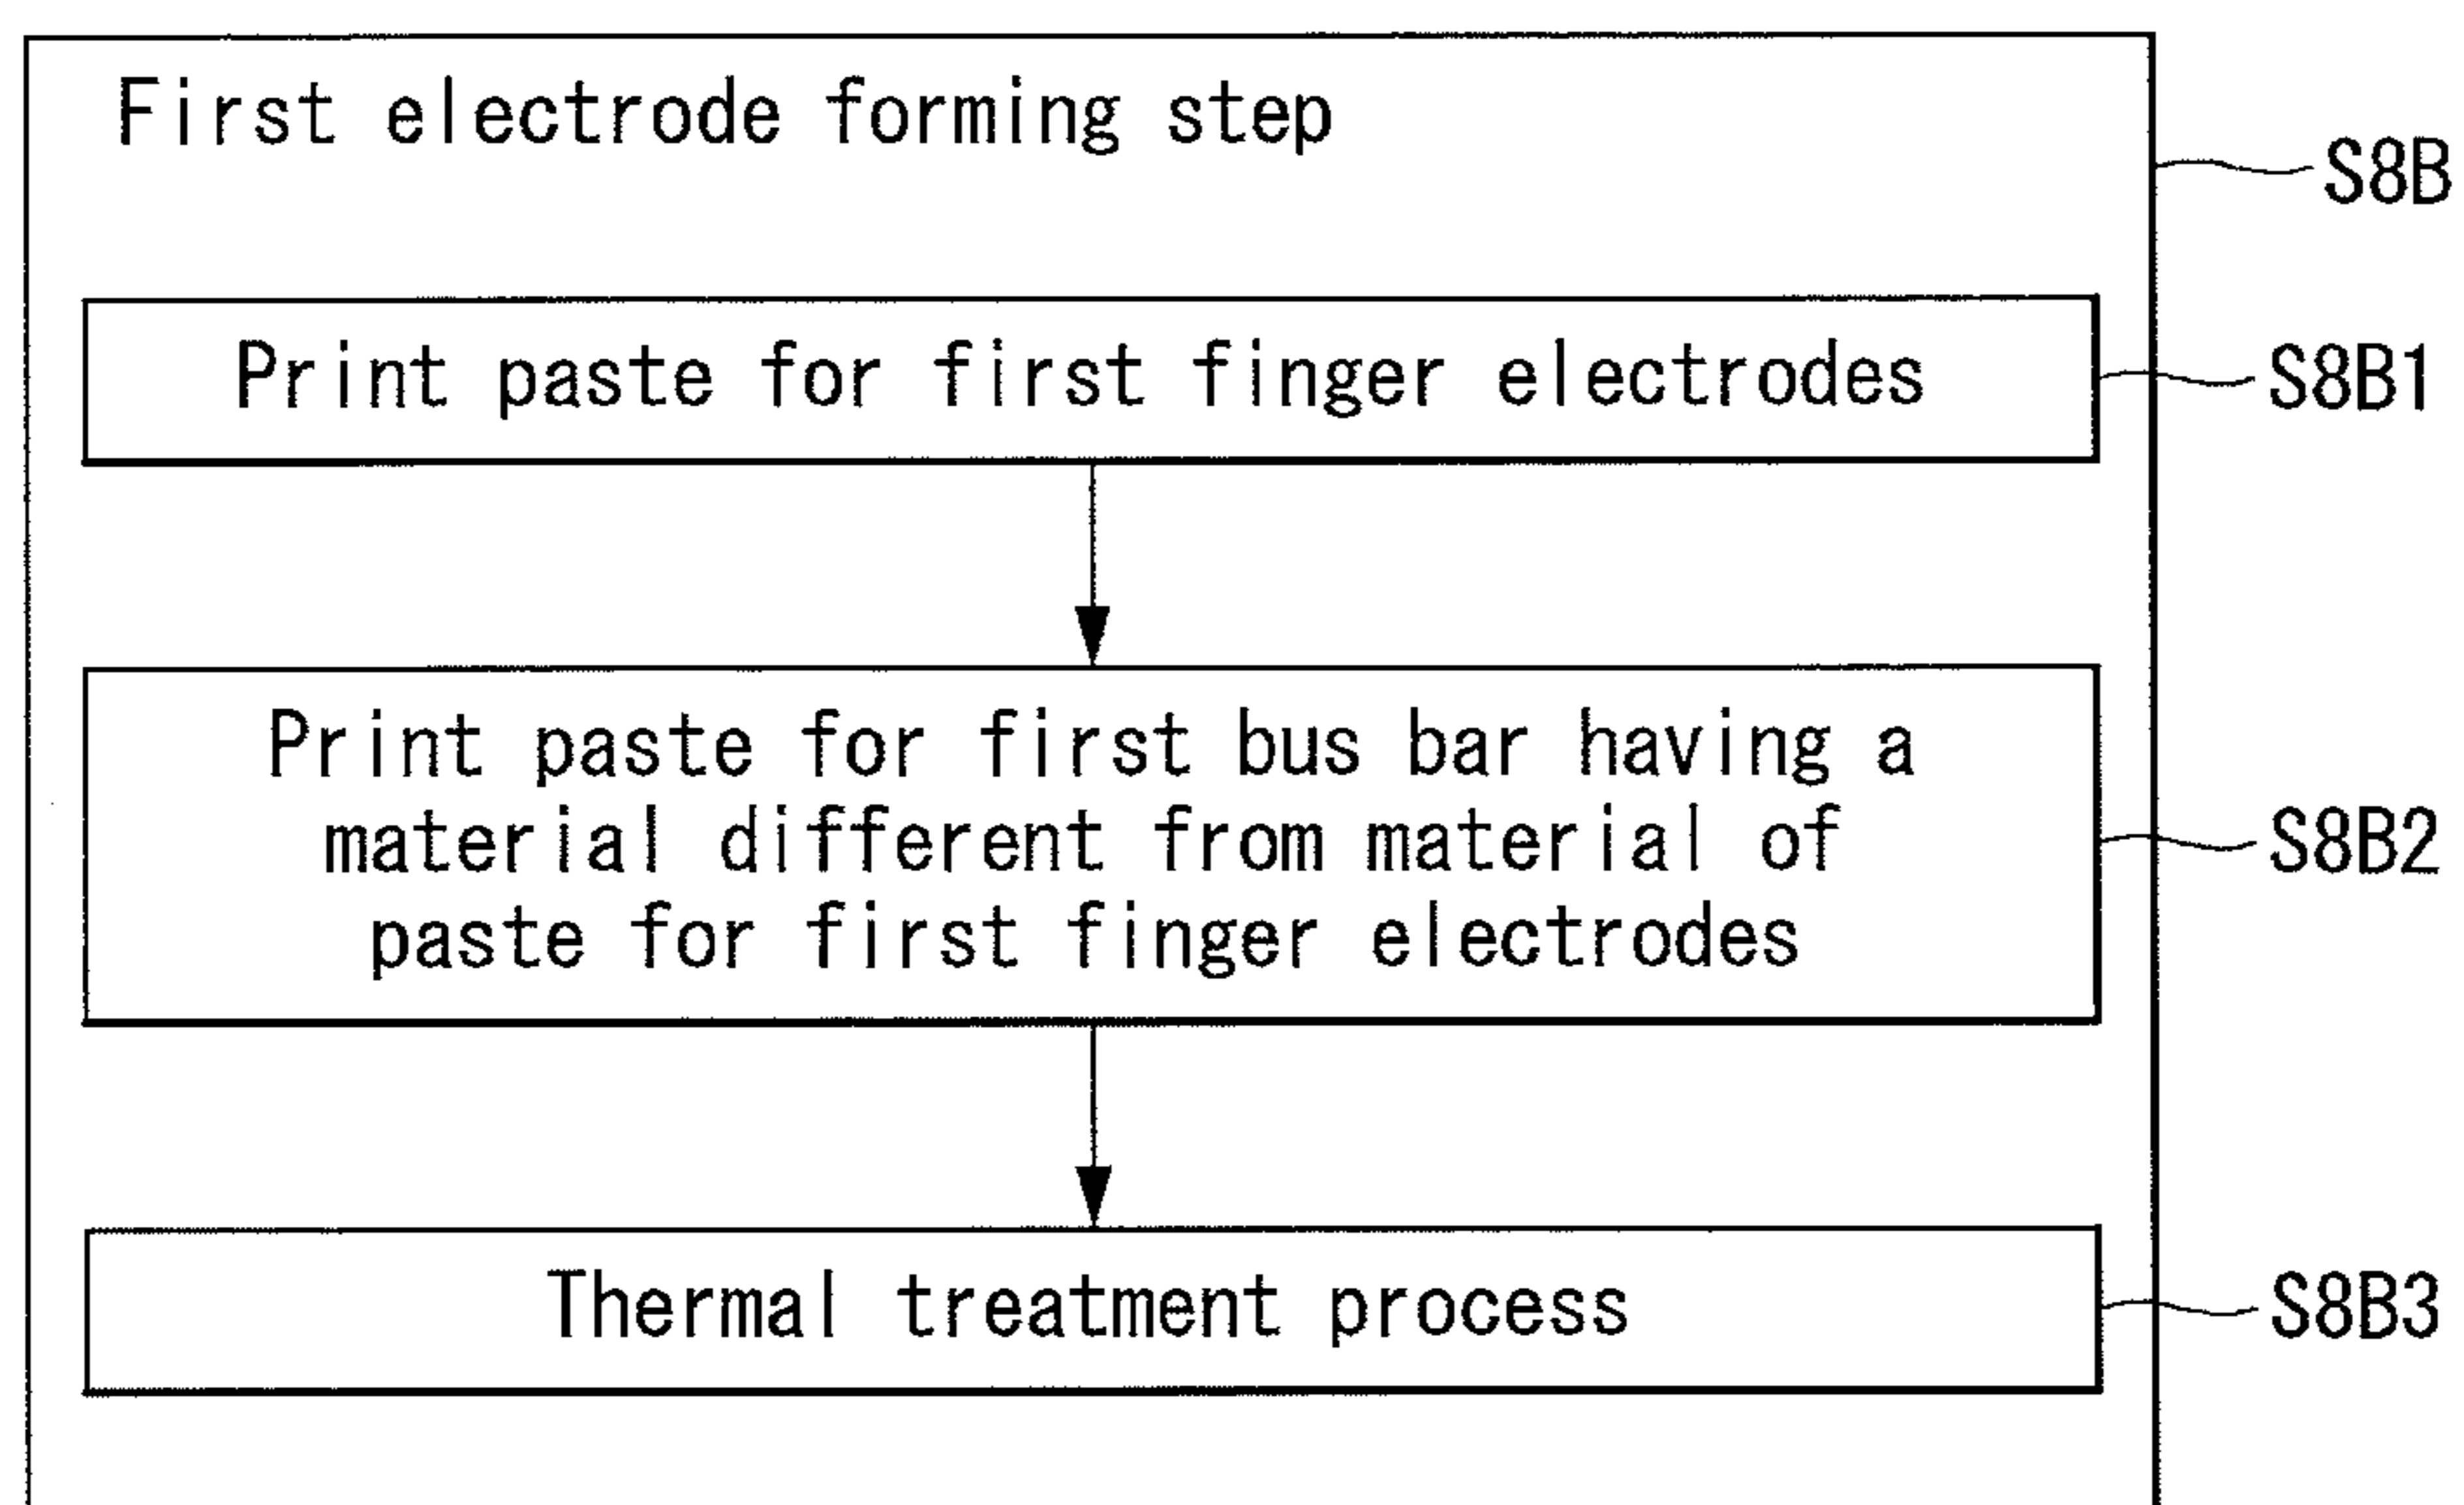 First electrode forming step
S8B
Print paste for first finger electrodes
S8B1
Print paste for first bus bar having a
material different from material of
paste for first finger electrodes
S8B2
Thermal treatment process
S8B3